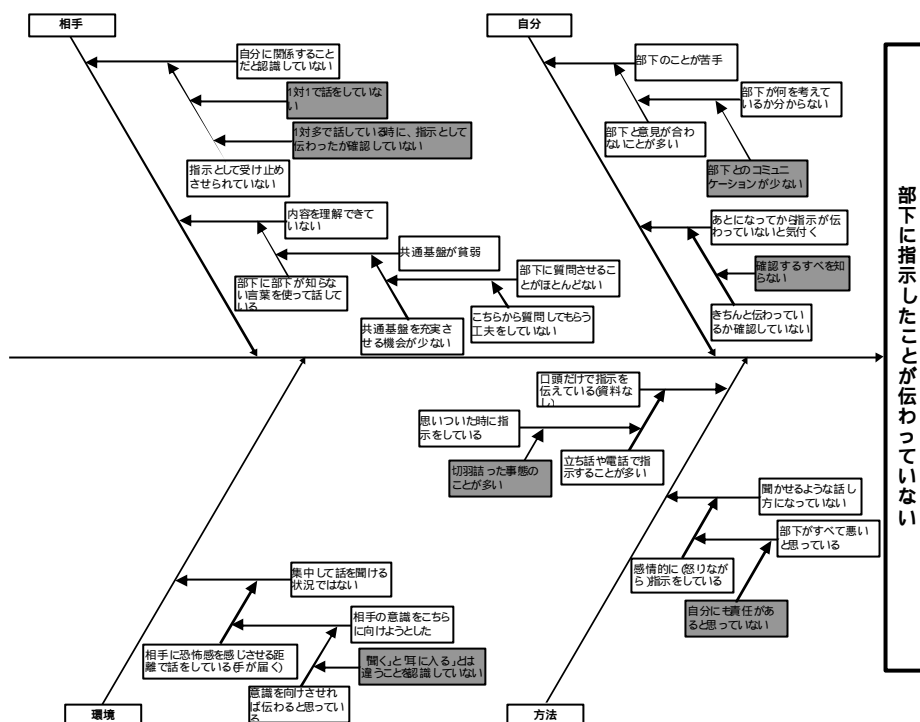 相手
自分
自分に関係すること
だと認識していない
1対1で話をしていな
い
1対多で話している時に、指示として
伝わったが確認していない
指示として受け止め
させられていない
内容を理解できて
いない
共通基盤が貧弱
部下に部下が知らな
い言葉を使って話して
いる
部下に質問させるこ
とがほとんどない
共通基盤を充実さ
せる機会が少ない
こちらから質問してもらう
工夫をしていない
部下のことが苦手
部下が何を考えて
いるか分からない
部下と意見が合わ
ないことが多い
部下とのコミュニ
ケーションが少ない
あとになってから指示が伝
わっていないと気付く
確認するすべを知
らない
きちんと伝わってい
るか確認していない
部下に指示したことが伝わっていない
口頭だけで指示を
伝えている(資料な
し)
思いついた時に指
示をしている
切羽詰った事態の
ことが多い
立ち話や電話で指
示することが多い
聞かせるような話し
方になっていない
部下がすべて悪い
と思っている
感情的に(怒りなが
ら)指示をしている
自分にも責任があ
ると思っていない
集中して話を聞ける
状況ではない
相手の意識をこちら
に向けようとした
相手に恐怖感を感じさせる距
離で話をしている(手が届く)
「聞く」と「耳に入る」とは
違うことを認識していない
意識を向けさせれ
ば伝わると思ってい
る
環境
方法